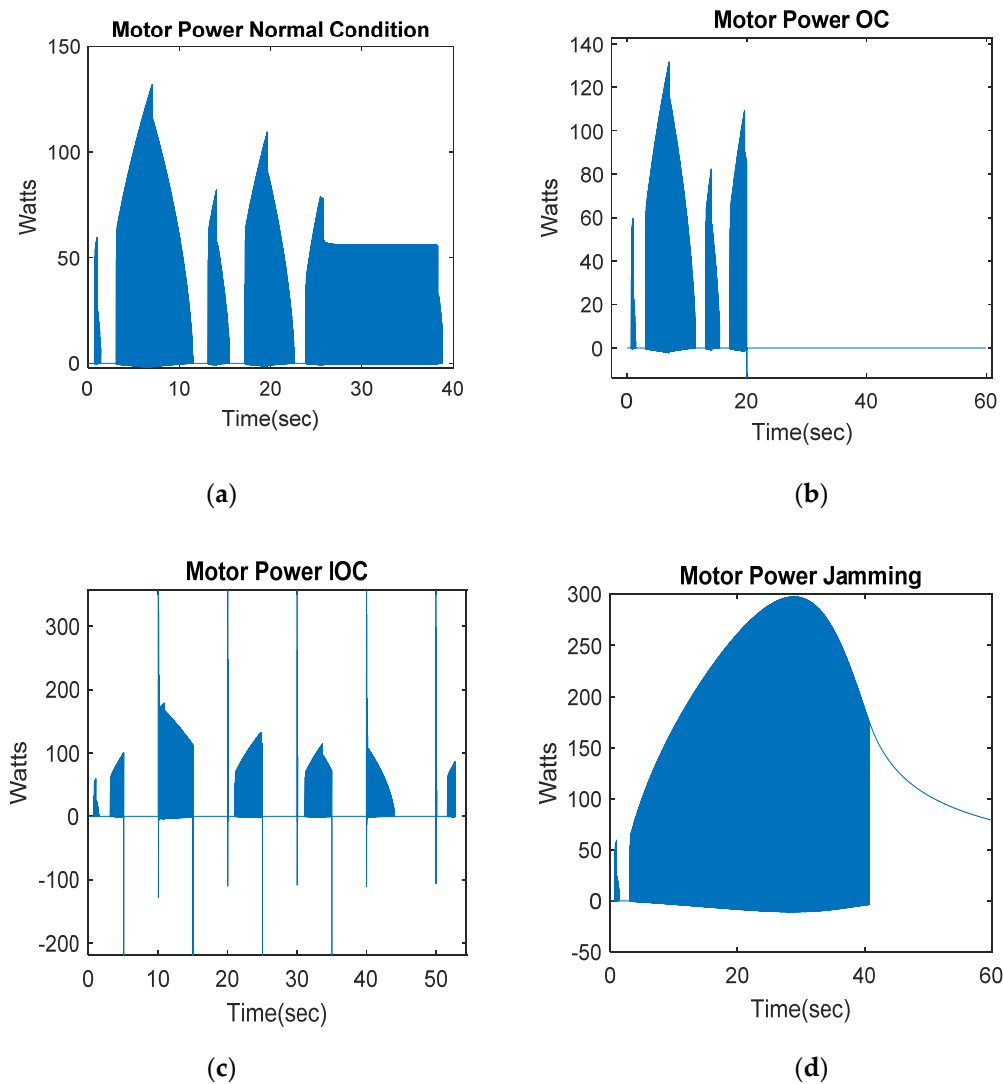 Motor Power Normal Condition
150
100
50
0
Watts
0 10 20 30 40
Time(sec)
(a)
Motor Power OC
140
120
100
80
60
40
20
0
Watts
0 20 40 60
Time(sec)
(b)
Motor Power IOC
300
200
100
0
-100
-200
Watts
0 10 20 30 40 50
Time(sec)
(c)
Motor Power Jamming
300
250
200
150
100
50
0
-50
Watts
0 20 40 60
Time(sec)
(d)